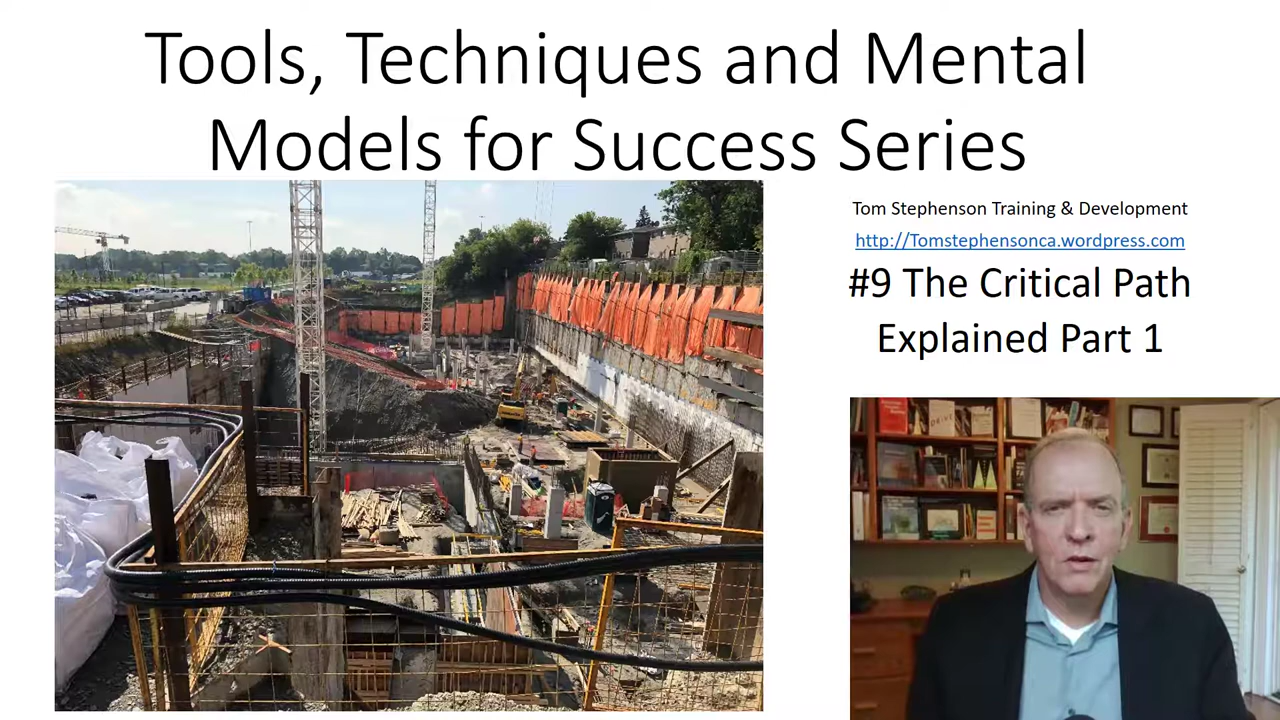 Tools, Techniques and Mental
Models for Success Series
Tom Stephenson Training & Development
http://Tomstephensonca.wordpress.com
#9 The Critical Path
Explained Part 1